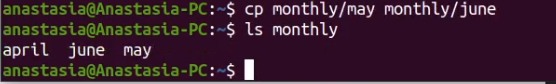 anastasia@Anastasia-PC:~$ cp monthly/may monthly/june
anastasia@Anastasia-PC:~$ ls monthly
april  june  may
anastasia@Anastasia-PC:~$